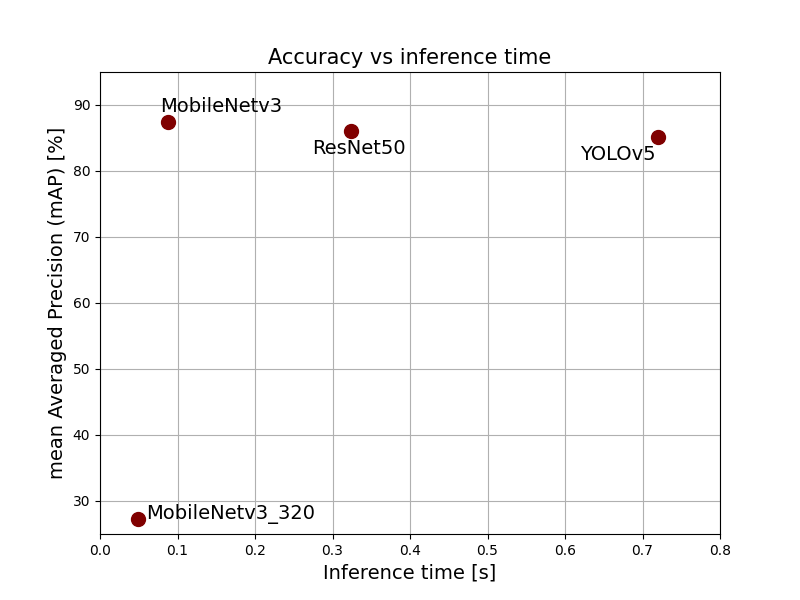 Accuracy vs inference time
mean Averaged Precision (mAP) [%]
90
80
70
60
50
40
30
MobileNetv3
ResNet50
YOLOv5
MobileNetv3_320
0.0 0.1 0.2 0.3 0.4 0.5 0.6 0.7 0.8
Inference time [s]